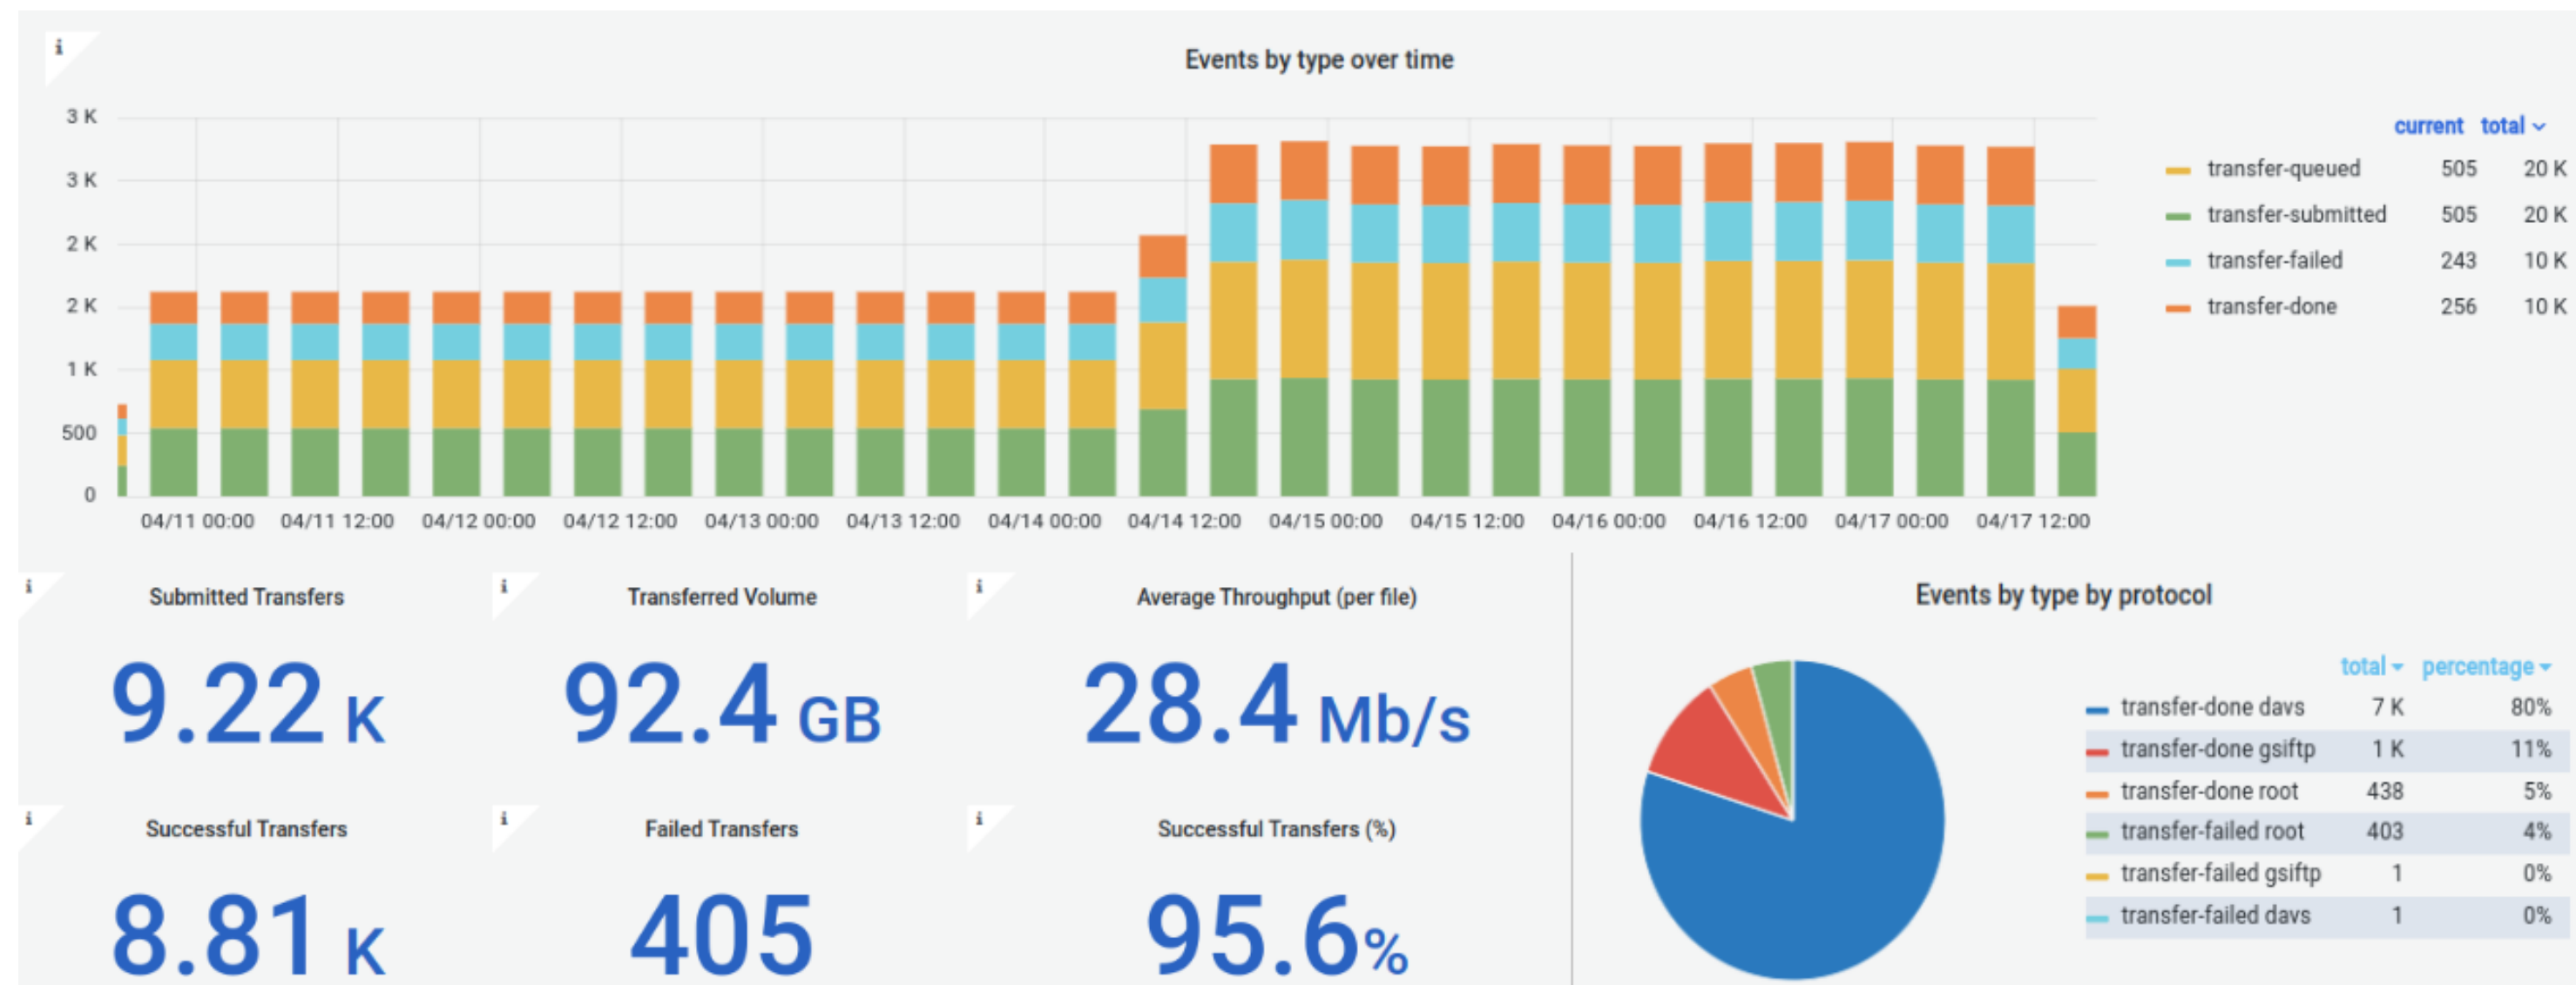 i
Events by type over time
3 K
3 K
2 K
2 K
1 K
500
0
04/11 00:00 04/11 12:00 04/12 00:00 04/12 12:00 04/13 00:00 04/13 12:00 04/14 00:00 04/14 12:00 04/15 00:00 04/15 12:00 04/16 00:00 04/16 12:00 04/17 00:00 04/17 12:00
current total
transfer-queued 505 20 K
transfer-submitted 505 20 K
transfer-failed 243 10 K
transfer-done 256 10 K
i
Submitted Transfers
9.22 K
i
Transferred Volume
92.4 GB
i
Average Throughput (per file)
28.4 Mb/s
i
Successful Transfers
8.81 K
i
Failed Transfers
405
i
Successful Transfers (%)
95.6%
Events by type by protocol
total percentage
transfer-done davs 7 K 80%
transfer-done gsiftp 1 K 11%
transfer-done root 438 5%
transfer-failed root 403 4%
transfer-failed gsiftp 1 0%
transfer-failed davs 1 0%